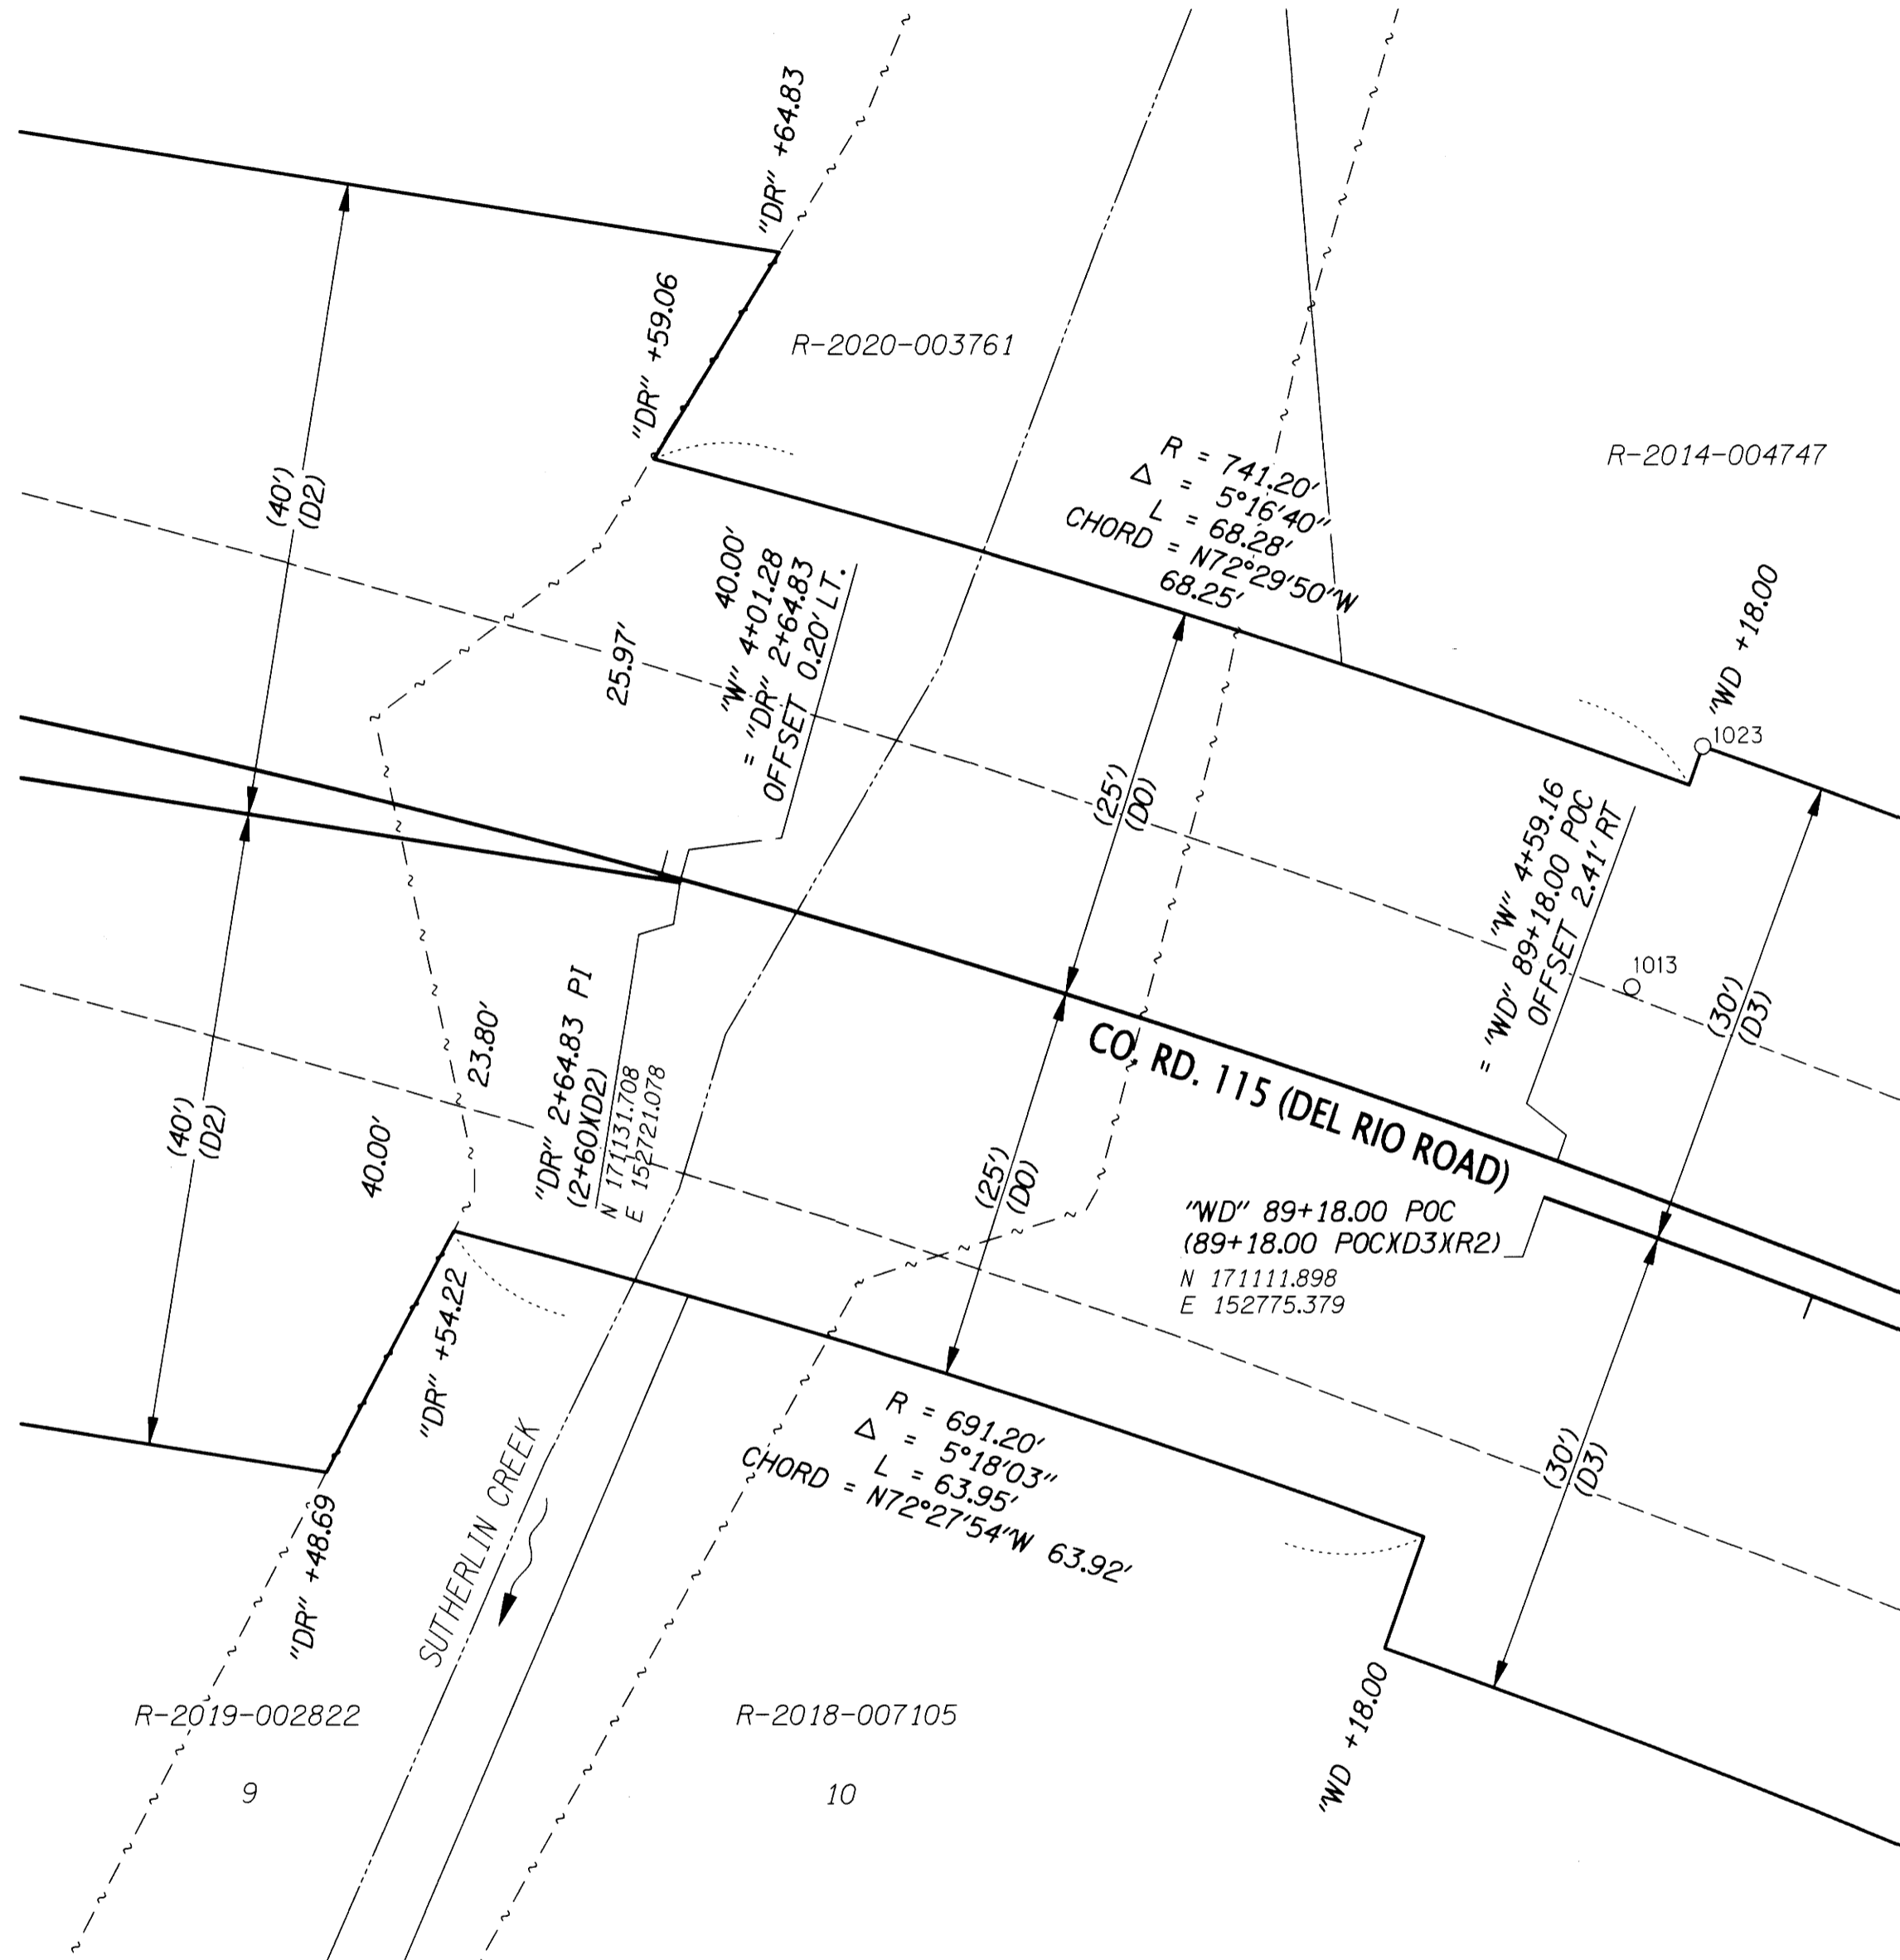 "DR" +64.83
"DR" +59.06
R-2020-003761
R-2014-004747
(40')
(D2)
R = 741.20'
Δ = 5°16'40"
L = 68.28'
CHORD = N72°29'50"W
68.25'
40.00'
"W" 4+01.28
= "DR" 2+64.83
OFFSET 0.20' LT.
25.97'
"WD +18.00
1023
(25')
(D0)
"W" 4+59.16
= "WD" 89+18.00 POC
OFFSET 2.41' RT
1013
(30')
(D3)
23.80'
40.00'
"DR" 2+64.83 PI
(2+60)(D2)
N 171131.708
E 152721.078
CO. RD. 115 (DEL RIO ROAD)
(40')
(D2)
(25')
(D0)
"WD" 89+18.00 POC
(89+18.00 POC)(D3)(R2)
N 171111.898
E 152775.379
"DR" +54.22
R = 691.20'
Δ = 5°18'03"
L = 63.95'
CHORD = N72°27'54"W 63.92'
(30')
(D3)
SUTHERLIN CREEK
"DR" +48.69
"WD +18.00
R-2019-002822
R-2018-007105
9
10